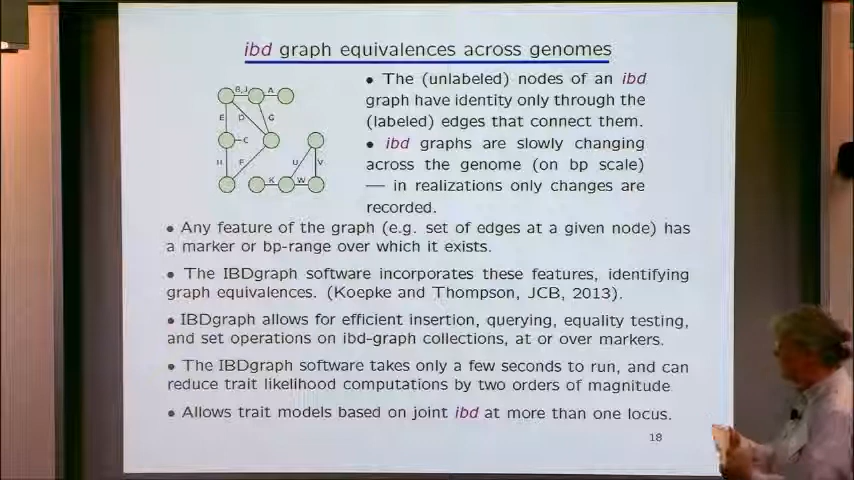 ibd graph equivalences across genomes
B,J
A
E
D
G
C
H
F
U
V
K
W
• The (unlabeled) nodes of an ibd
graph have identity only through the
(labeled) edges that connect them.
• ibd graphs are slowly changing
across the genome (on bp scale)
— in realizations only changes are
recorded.
• Any feature of the graph (e.g. set of edges at a given node) has
a marker or bp-range over which it exists.
• The IBDgraph software incorporates these features, identifying
graph equivalences. (Koepke and Thompson, JCB, 2013).
• IBDgraph allows for efficient insertion, querying, equality testing,
and set operations on ibd-graph collections, at or over markers.
• The IBDgraph software takes only a few seconds to run, and can
reduce trait likelihood computations by two orders of magnitude
• Allows trait models based on joint ibd at more than one locus.
18